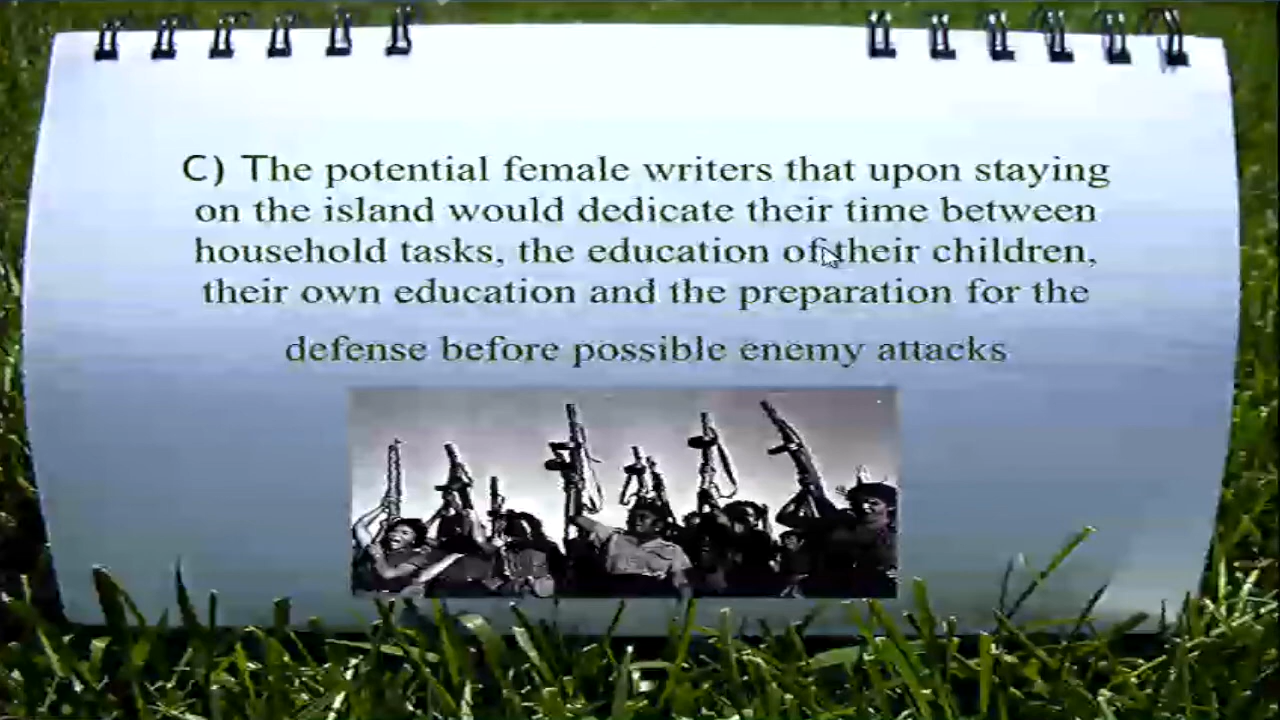 C) The potential female writers that upon staying
on the island would dedicate their time between
household tasks, the education of their children,
their own education and the preparation for the
defense before possible enemy attacks